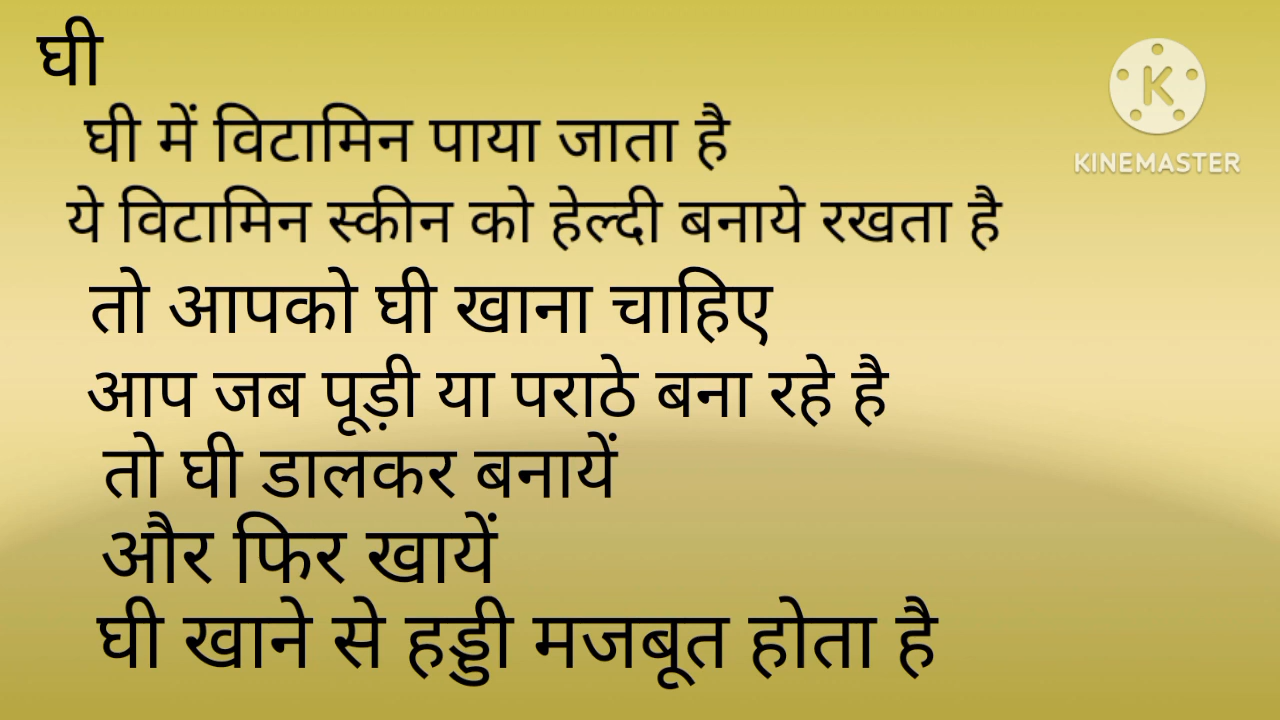 घी
घी में विटामिन पाया जाता है
ये विटामिन स्कीन को हेल्दी बनाये रखता है
तो आपको घी खाना चाहिए
आप जब पूड़ी या पराठे बना रहे है
तो घी डालकर बनायें
और फिर खायें
घी खाने से हड्डी मजबूत होता है
K
KINEMASTER